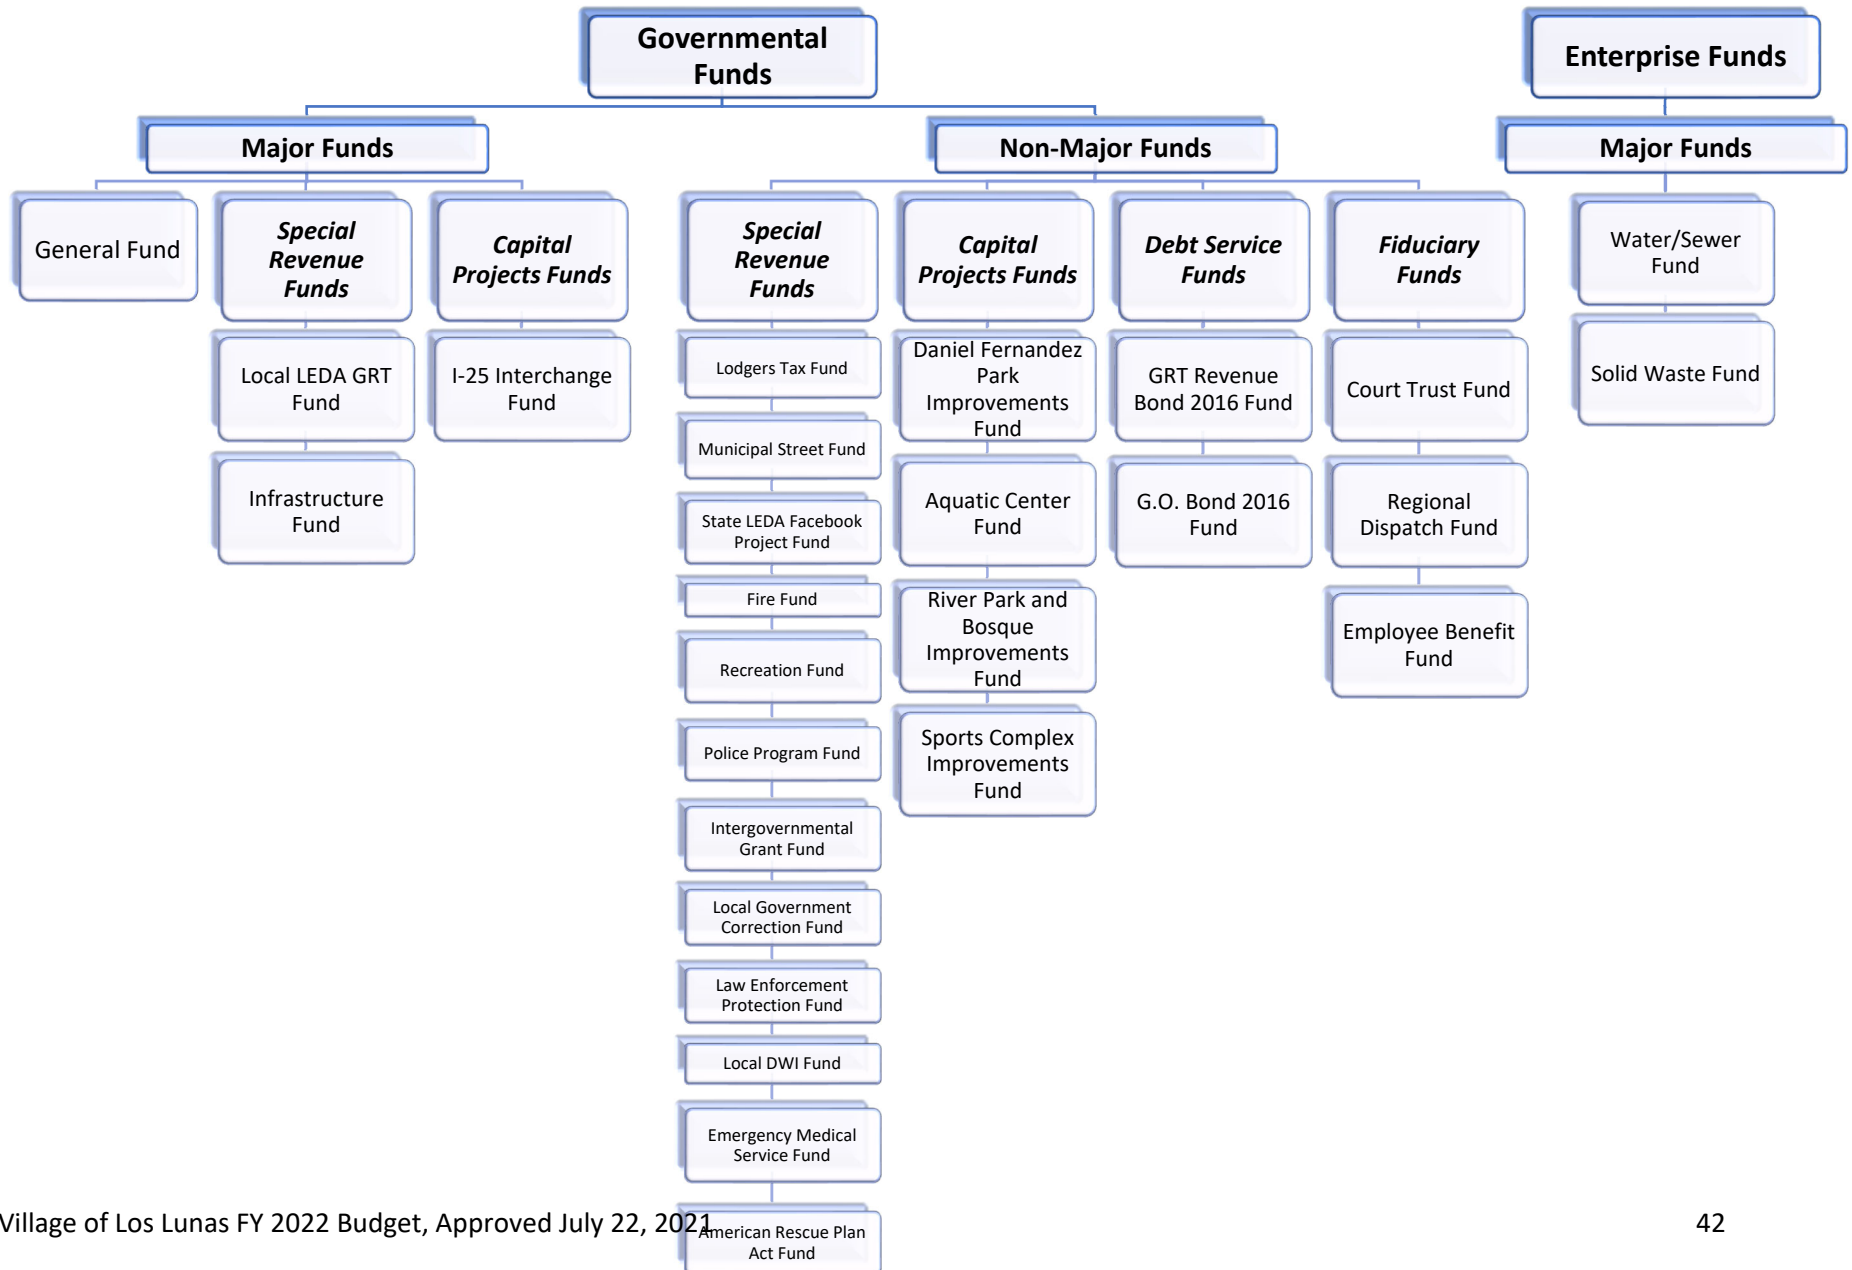 Governmental
Funds
Enterprise Funds
Major Funds
Non-Major Funds
Major Funds
General Fund
Special
Revenue
Funds
Local LEDA GRT
Fund
Infrastructure
Fund
Capital
Projects Funds
I-25 Interchange
Fund
Special
Revenue
Funds
Lodgers Tax Fund
Municipal Street Fund
State LEDA Facebook
Project Fund
Fire Fund
Recreation Fund
Police Program Fund
Intergovernmental
Grant Fund
Local Government
Correction Fund
Law Enforcement
Protection Fund
Local DWI Fund
Emergency Medical
Service Fund
American Rescue Plan
Act Fund
Capital
Projects Funds
Daniel Fernandez
Park
Improvements
Fund
Aquatic Center
Fund
River Park and
Bosque
Improvements
Fund
Sports Complex
Improvements
Fund
Debt Service
Funds
GRT Revenue
Bond 2016 Fund
G.O. Bond 2016
Fund
Fiduciary
Funds
Court Trust Fund
Regional
Dispatch Fund
Employee Benefit
Fund
Water/Sewer
Fund
Solid Waste Fund
Village of Los Lunas FY 2022 Budget, Approved July 22, 2021
42